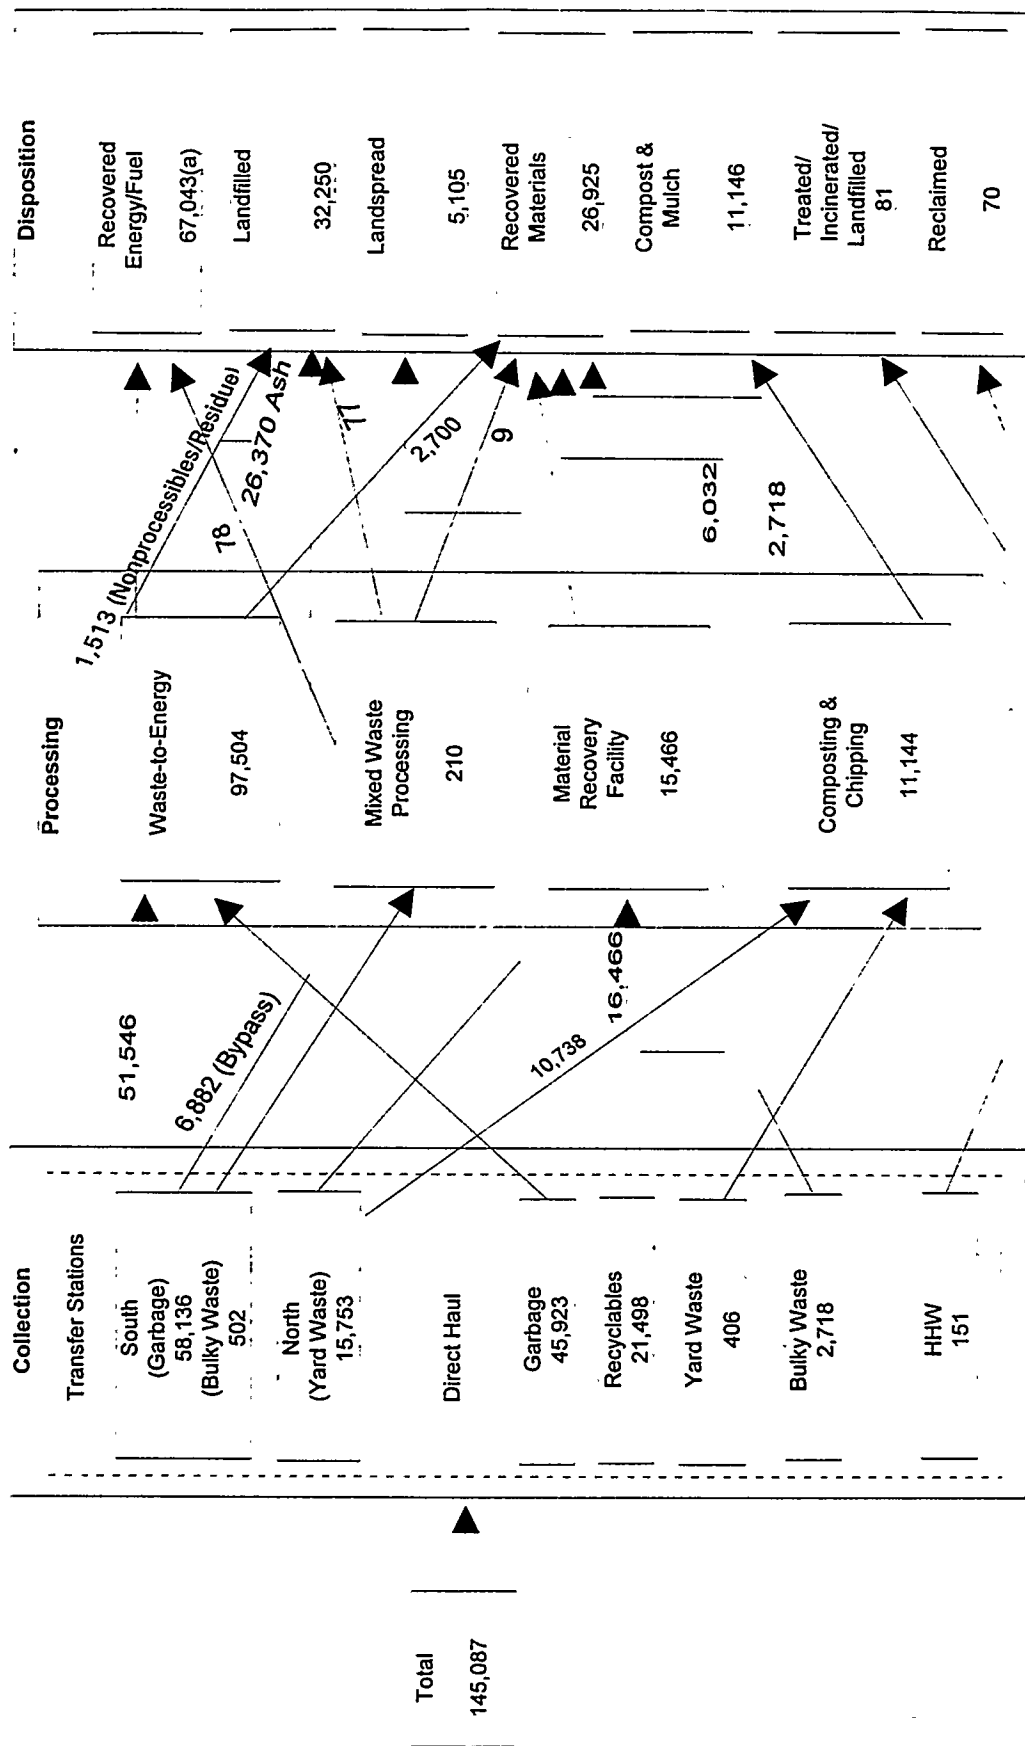 Total
145,087
Collection
Transfer Stations
South
(Garbage)
58,136
(Bulky Waste)
502
North
(Yard Waste)
15,753
Direct Haul
Garbage
45,923
Recyclables
21,498
Yard Waste
406
Bulky Waste
2,718
HHW
151
51,546
6,882 (Bypass)
10,738
16,466
Processing
Waste-to-Energy
97,504
Mixed Waste
Processing
210
Material
Recovery
Facility
15,466
Composting &
Chipping
11,144
1,513 (Nonprocessibles/Residue)
26,370 Ash
78
77
2,700
9
6,032
2,718
Disposition
Recovered
Energy/Fuel
67,043(a)
Landfilled
32,250
Landspread
5,105
Recovered
Materials
26,925
Compost &
Mulch
11,146
Treated/
Incinerated/
Landfilled
81
Reclaimed
70